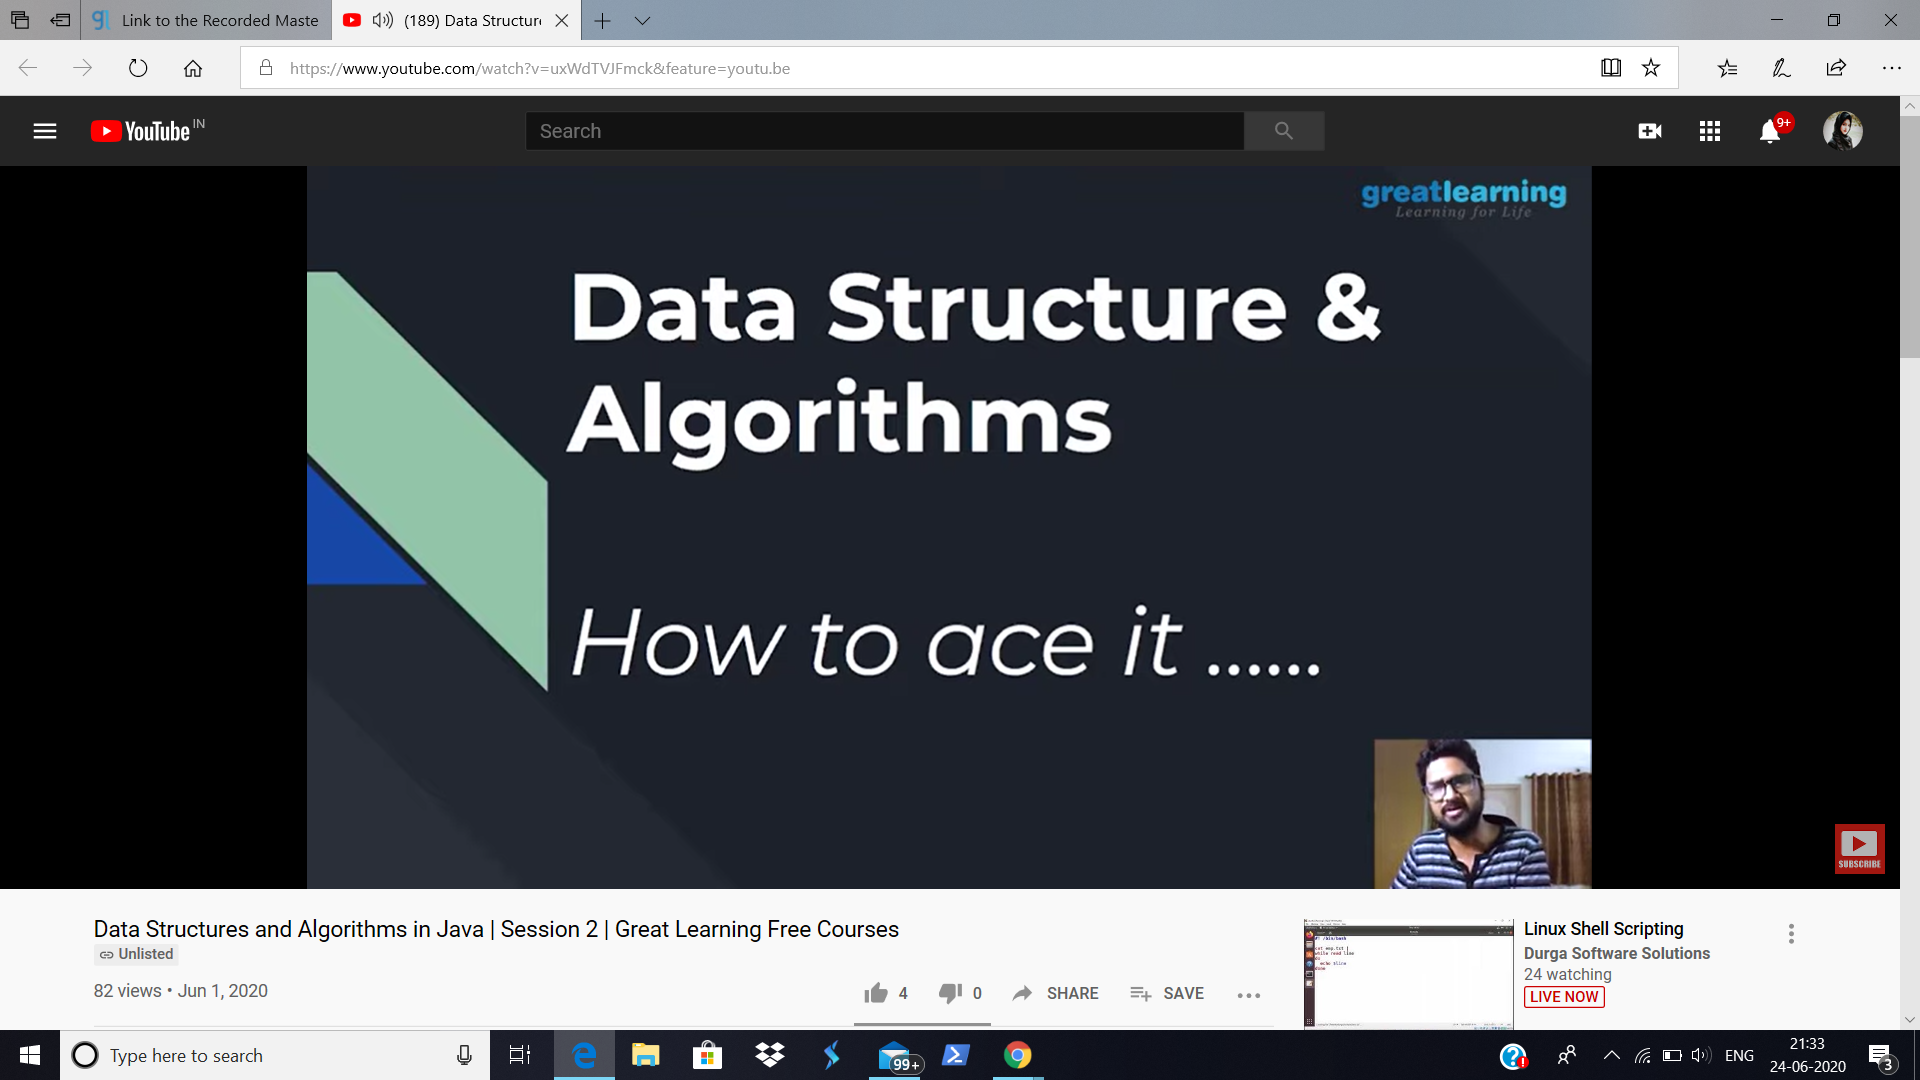 Link to the Recorded Maste
(189) Data Structur
https://www.youtube.com/watch?v=uxWdTVJFmck&feature=youtu.be
YouTube IN
Search
9+
greatlearning
Learning for Life
Data Structure &
Algorithms
How to ace it ......
SUBSCRIBE
Data Structures and Algorithms in Java | Session 2 | Great Learning Free Courses
Unlisted
82 views • Jun 1, 2020
4
0
SHARE
SAVE
Linux Shell Scripting
Durga Software Solutions
24 watching
LIVE NOW
Type here to search
99+
ENG
21:33
24-06-2020
3